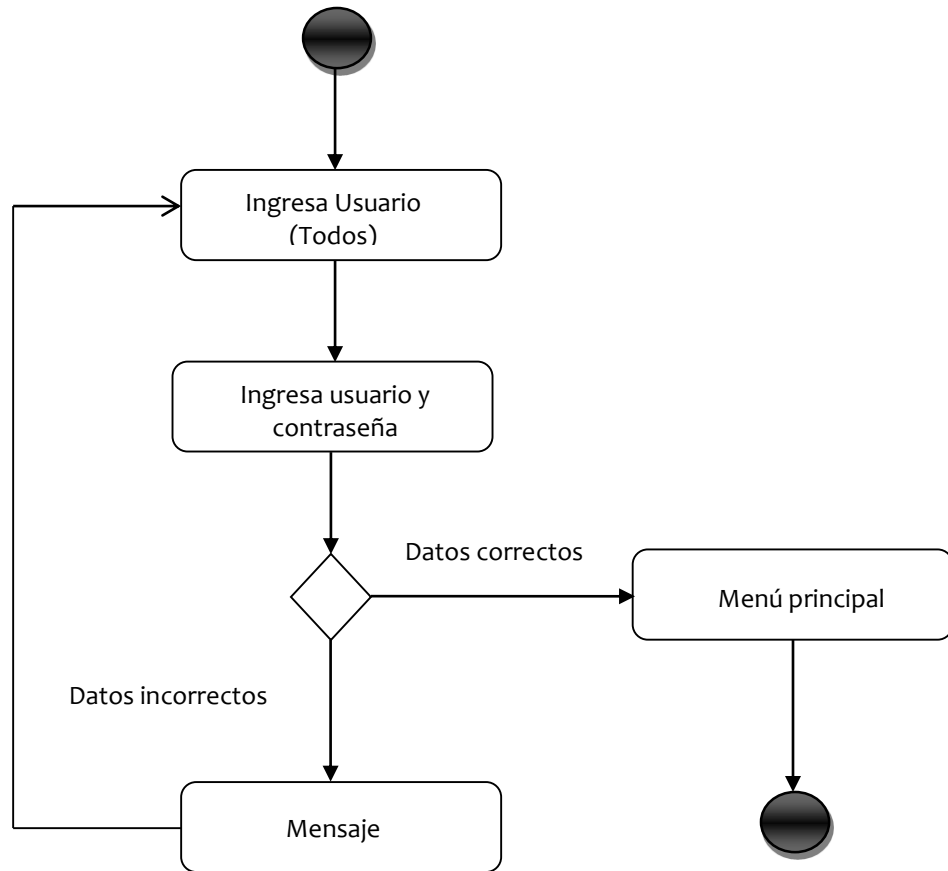 Ingresa Usuario
(Todos)
Ingresa usuario y
contraseña
Datos correctos
Menú principal
Datos incorrectos
Mensaje